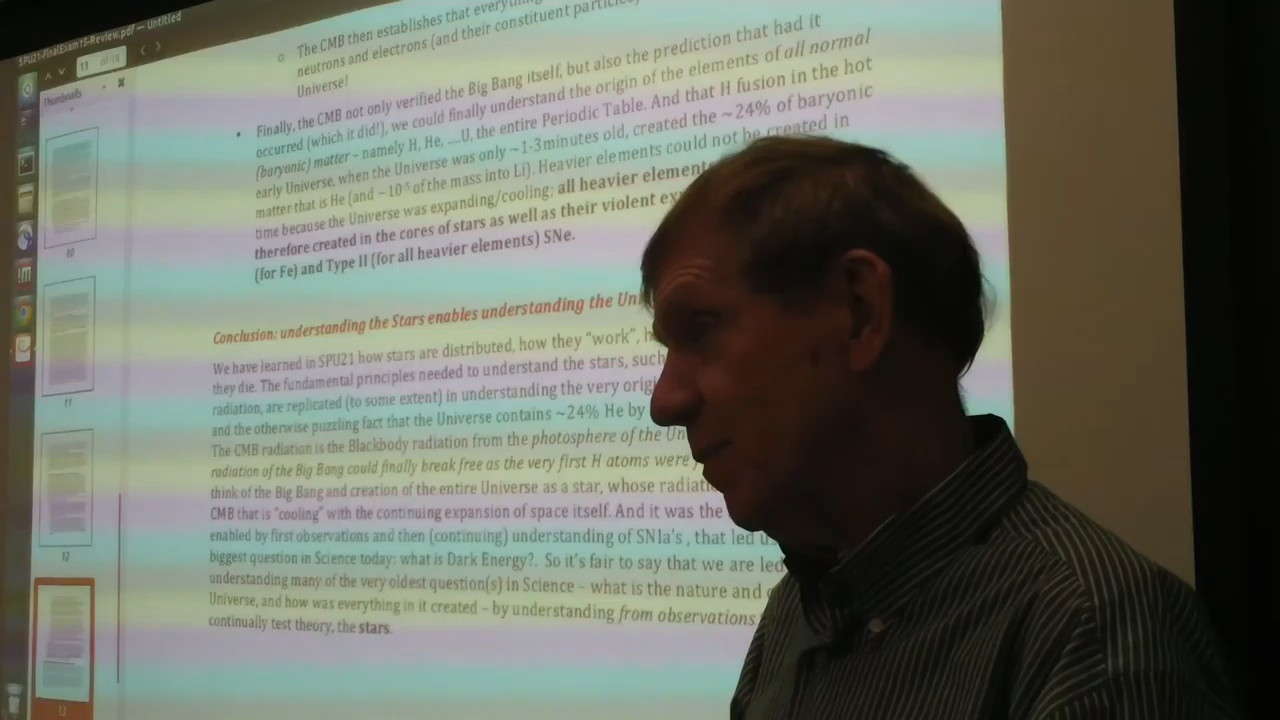 SPU21-FinalExam15-Review.pdf — Untitled
13 of 14
Thumbnails
10
11
12
13
The CMB then establishes that everything
neutrons and electrons (and their constituent particles)
Universe!
Finally, the CMB not only verified the Big Bang itself, but also the prediction that had it
occurred (which it did!), we could finally understand the origin of the elements of all normal
(baryonic) matter – namely H, He, ....U, the entire Periodic Table. And that H fusion in the hot
early Universe, when the Universe was only ~1-3minutes old, created the ~24% of baryonic
matter that is He (and ~10⁻⁵ of the mass into Li). Heavier elements could not be created in
time because the Universe was expanding/cooling; all heavier element
therefore created in the cores of stars as well as their violent ex
(for Fe) and Type II (for all heavier elements) SNe.
Conclusion: understanding the Stars enables understanding the Uni
We have learned in SPU21 how stars are distributed, how they "work", h
they die. The fundamental principles needed to understand the stars, such
radiation, are replicated (to some extent) in understanding the very origi
and the otherwise puzzling fact that the Universe contains ~24% He by
The CMB radiation is the Blackbody radiation from the photosphere of the Un
radiation of the Big Bang could finally break free as the very first H atoms were
think of the Big Bang and creation of the entire Universe as a star, whose radiati
CMB that is "cooling" with the continuing expansion of space itself. And it was the
enabled by first observations and then (continuing) understanding of SNIa's , that led u
biggest question in Science today: what is Dark Energy?. So it's fair to say that we are led
understanding many of the very oldest question(s) in Science – what is the nature and
Universe, and how was everything in it created – by understanding from observations
continually test theory, the stars.